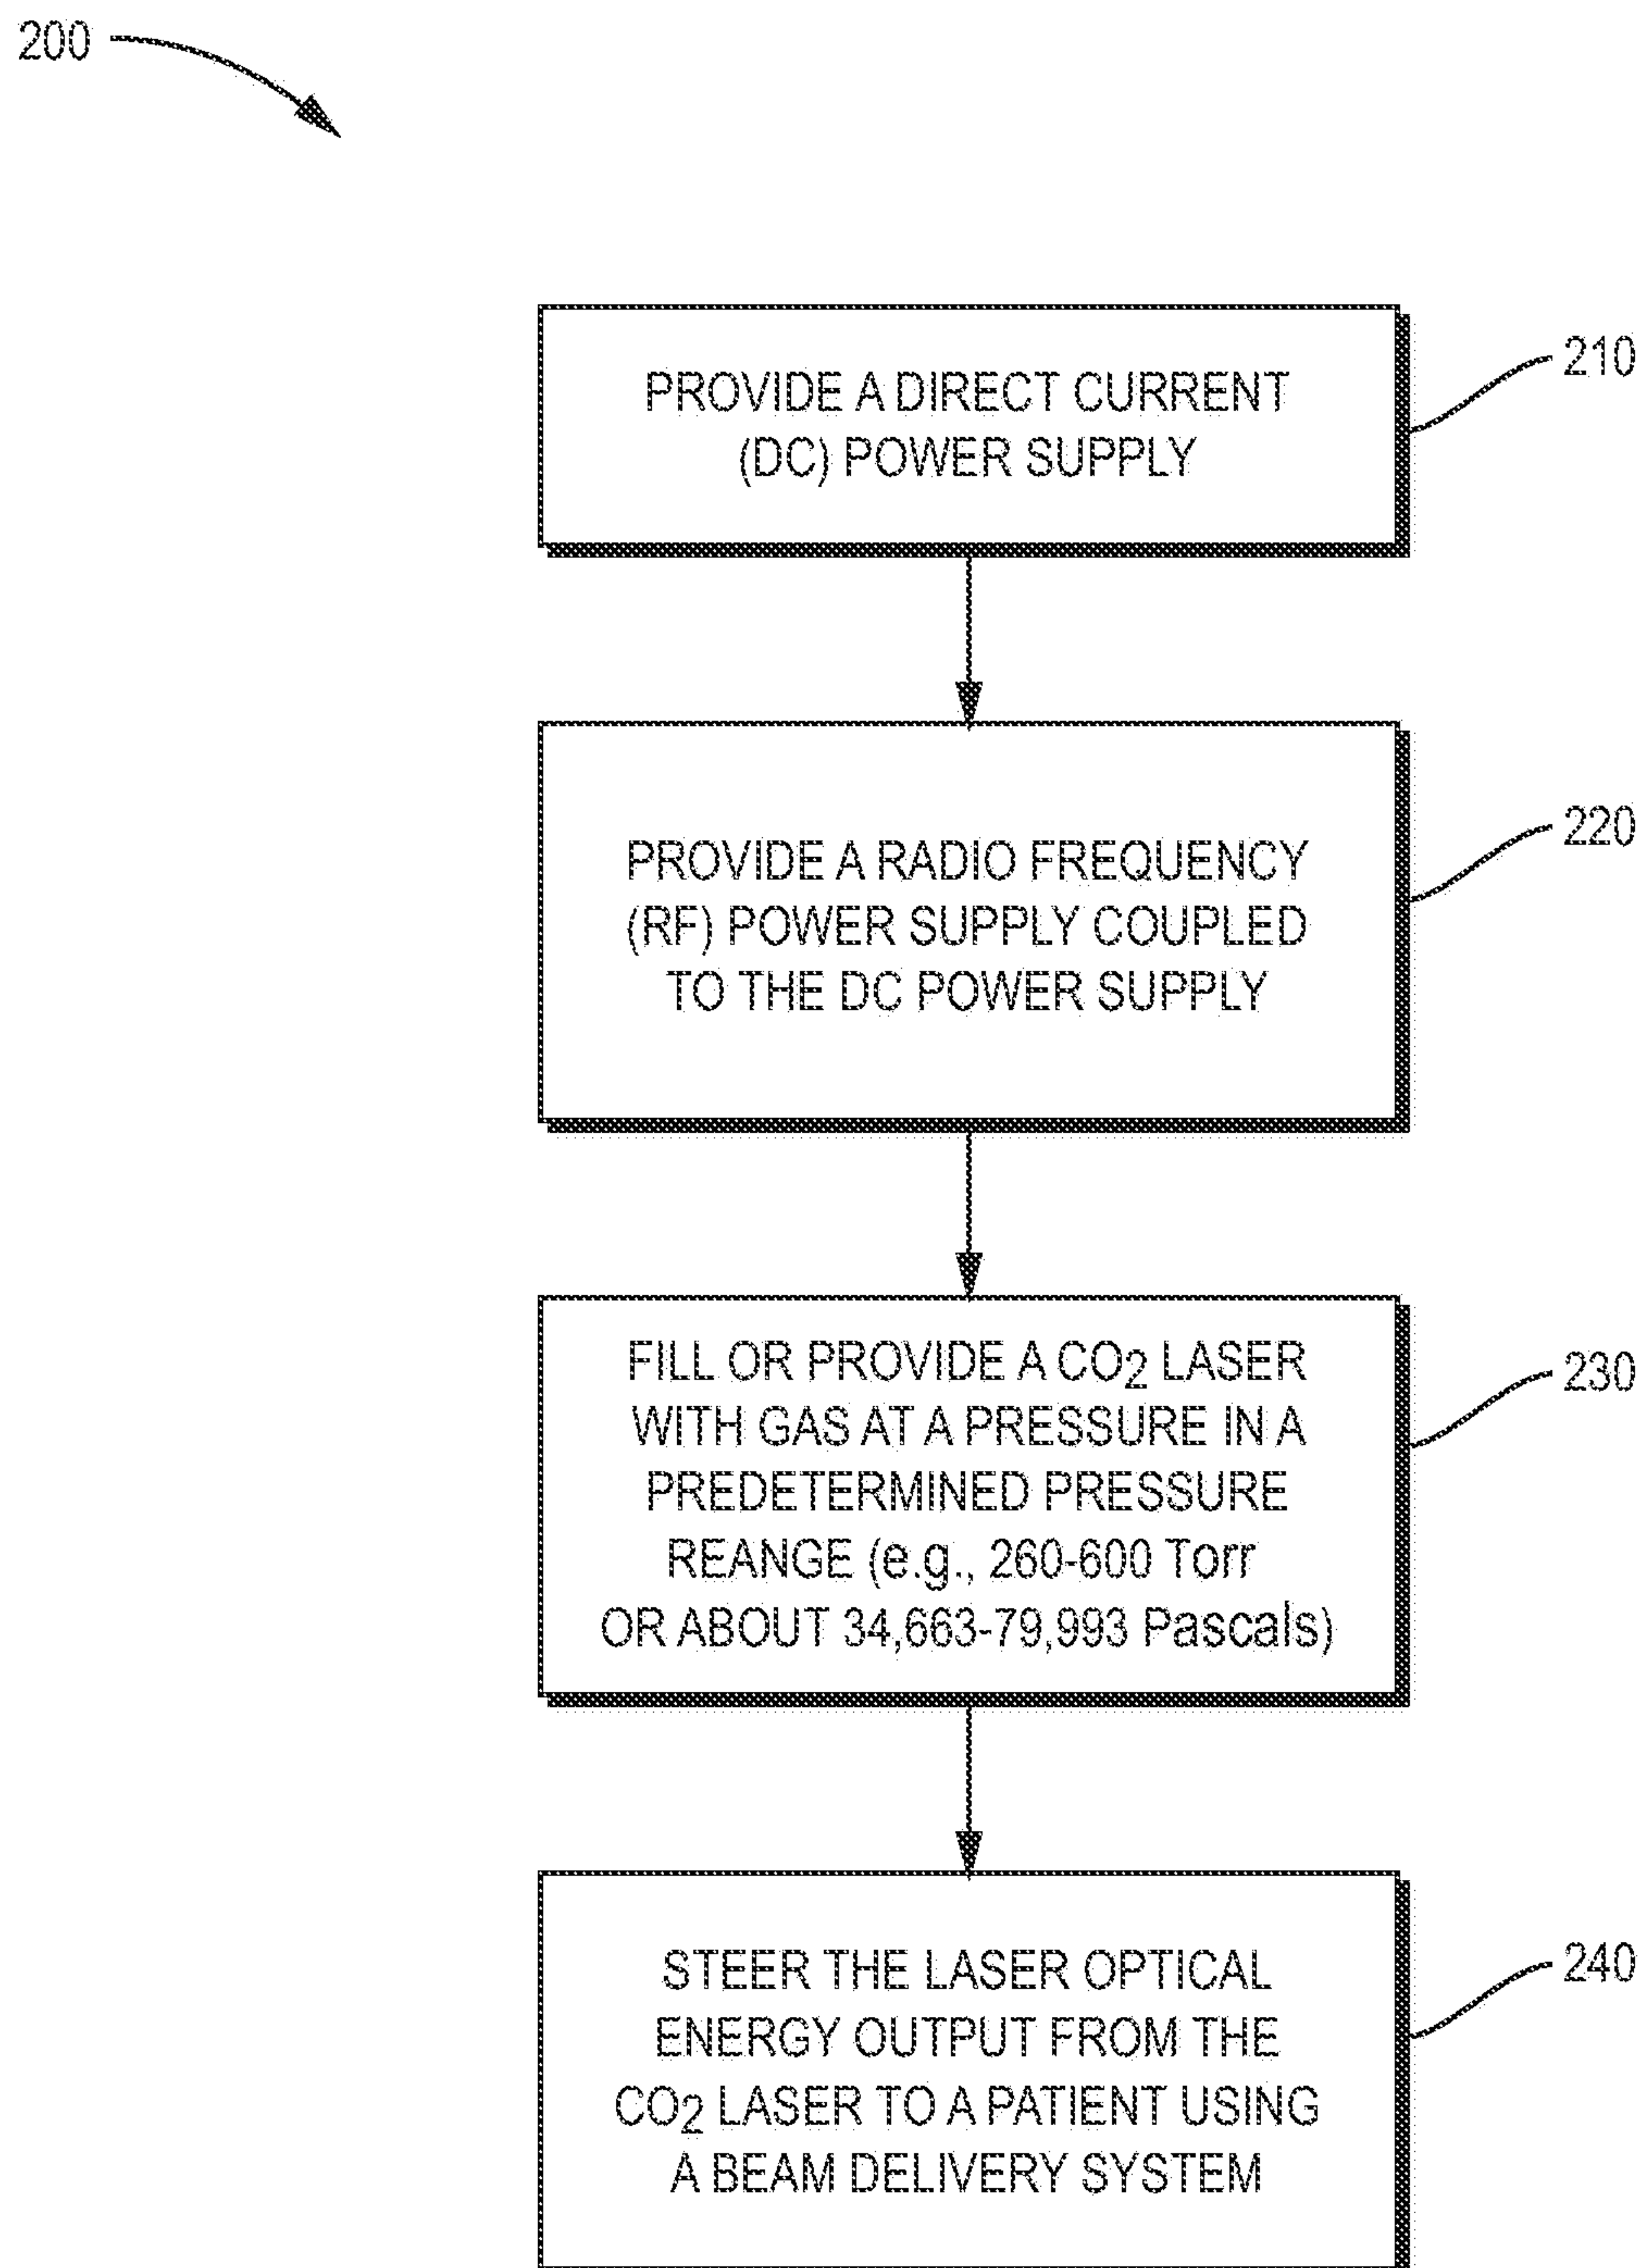 200
PROVIDE A DIRECT CURRENT
(DC) POWER SUPPLY
210
PROVIDE A RADIO FREQUENCY
(RF) POWER SUPPLY COUPLED
TO THE DC POWER SUPPLY
220
FILL OR PROVIDE A CO₂ LASER
WITH GAS AT A PRESSURE IN A
PREDETERMINED PRESSURE
REANGE (e.g., 260-600 Torr
OR ABOUT 34,663-79,993 Pascals)
230
STEER THE LASER OPTICAL
ENERGY OUTPUT FROM THE
CO₂ LASER TO A PATIENT USING
A BEAM DELIVERY SYSTEM
240